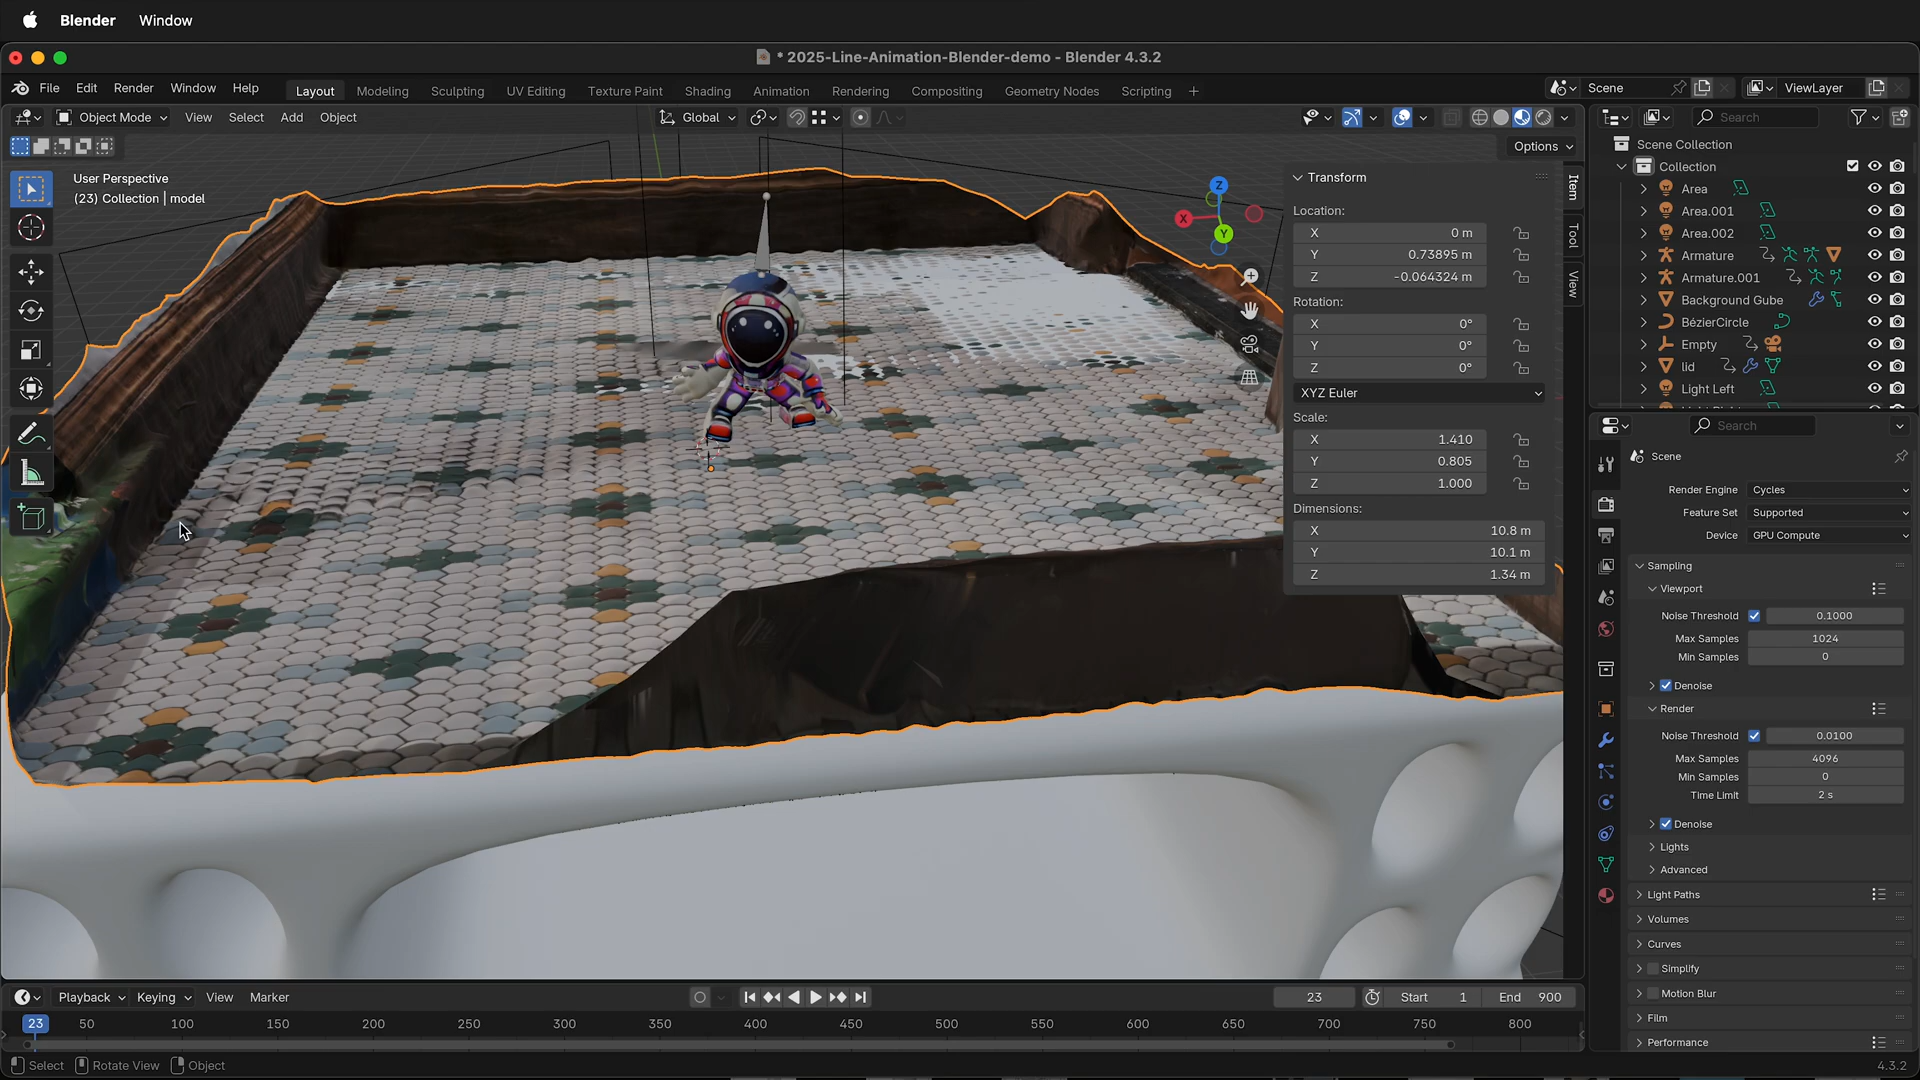 Blender Window
* 2025-Line-Animation-Blender-demo - Blender 4.3.2
File Edit Render Window Help Layout Modeling Sculpting UV Editing Texture Paint Shading Animation Rendering Compositing Geometry Nodes Scripting + Scene ViewLayer
Object Mode View Select Add Object Global Search
Options
User Perspective
(23) Collection | model
Z
X
Y
Transform
Location:
X 0 m
Y 0.73895 m
Z -0.064324 m
Rotation:
X 0°
Y 0°
Z 0°
XYZ Euler
Scale:
X 1.410
Y 0.805
Z 1.000
Dimensions:
X 10.8 m
Y 10.1 m
Z 1.34 m
Item
Tool
View
Scene Collection
Collection
Area
Area.001
Area.002
Armature
Armature.001
Background Gube
BézierCircle
Empty
lid
Light Left
Search
Scene
Render Engine Cycles
Feature Set Supported
Device GPU Compute
Sampling
Viewport
Noise Threshold 0.1000
Max Samples 1024
Min Samples 0
Denoise
Render
Noise Threshold 0.0100
Max Samples 4096
Min Samples 0
Time Limit 2 s
Denoise
Lights
Advanced
Light Paths
Volumes
Curves
Simplify
Motion Blur
Film
Performance
Playback Keying View Marker 23 Start 1 End 900
23 50 100 150 200 250 300 350 400 450 500 550 600 650 700 750 800
Select Rotate View Object 4.3.2